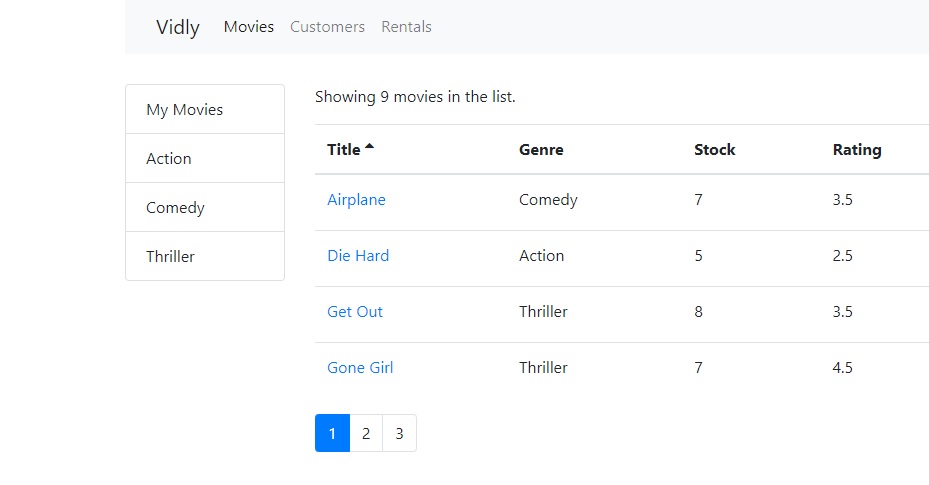 Vidly Movies Customers Rentals
My Movies
Action
Comedy
Thriller
Showing 9 movies in the list.
Title Genre Stock Rating
Airplane Comedy 7 3.5
Die Hard Action 5 2.5
Get Out Thriller 8 3.5
Gone Girl Thriller 7 4.5
1 2 3